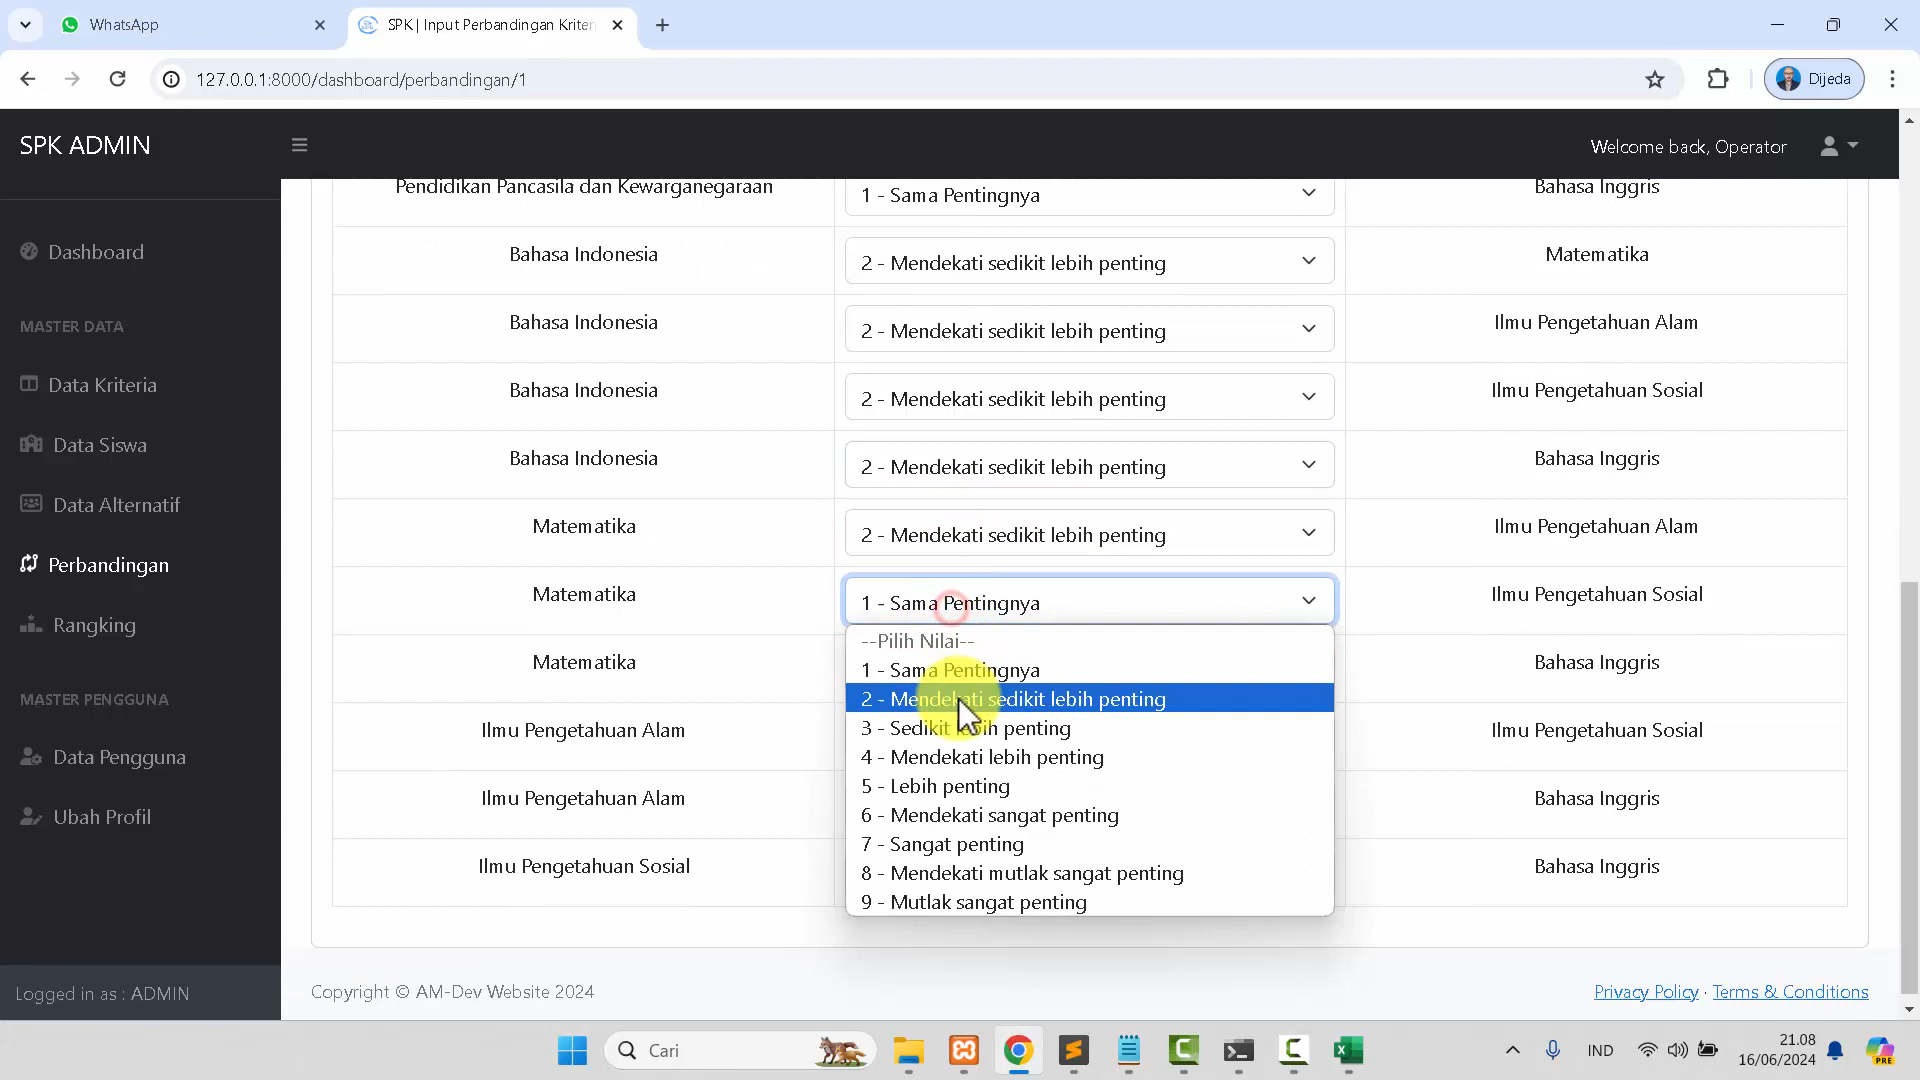 WhatsApp
SPK | Input Perbandingan Kriter
127.0.0.1:8000/dashboard/perbandingan/1
Dijeda
SPK ADMIN
Welcome back, Operator
Dashboard
MASTER DATA
Data Kriteria
Data Siswa
Data Alternatif
Perbandingan
Rangking
MASTER PENGGUNA
Data Pengguna
Ubah Profil
Logged in as : ADMIN
Pendidikan Pancasila dan Kewarganegaraan
1 - Sama Pentingnya
Bahasa Inggris
Bahasa Indonesia
2 - Mendekati sedikit lebih penting
Matematika
Bahasa Indonesia
2 - Mendekati sedikit lebih penting
Ilmu Pengetahuan Alam
Bahasa Indonesia
2 - Mendekati sedikit lebih penting
Ilmu Pengetahuan Sosial
Bahasa Indonesia
2 - Mendekati sedikit lebih penting
Bahasa Inggris
Matematika
2 - Mendekati sedikit lebih penting
Ilmu Pengetahuan Alam
Matematika
1 - Sama Pentingnya
Ilmu Pengetahuan Sosial
--Pilih Nilai--
1 - Sama Pentingnya
2 - Mendekati sedikit lebih penting
3 - Sedikit lebih penting
4 - Mendekati lebih penting
5 - Lebih penting
6 - Mendekati sangat penting
7 - Sangat penting
8 - Mendekati mutlak sangat penting
9 - Mutlak sangat penting
Matematika
Bahasa Inggris
Ilmu Pengetahuan Alam
Ilmu Pengetahuan Sosial
Ilmu Pengetahuan Alam
Bahasa Inggris
Ilmu Pengetahuan Sosial
Bahasa Inggris
Copyright © AM-Dev Website 2024
Privacy Policy · Terms & Conditions
Cari
IND
21.08
16/06/2024
PRE